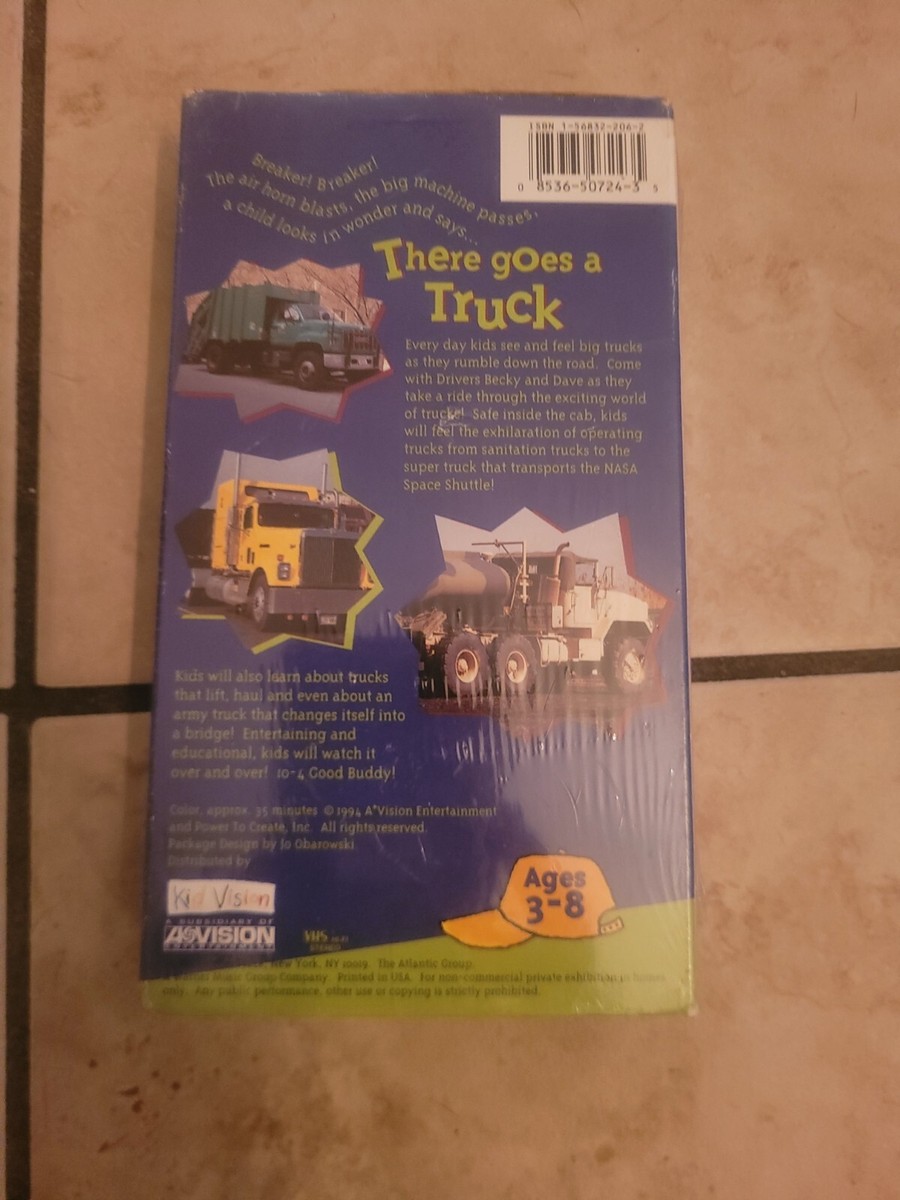 ISBN 1-56832-206-2
0 8536-50724-3 5
Breaker! Breaker!
The air horn blasts, the big machine passes,
a child looks in wonder and says...
There goes a
Truck
Every day kids see and feel big trucks
as they rumble down the road. Come
with Drivers Becky and Dave as they
take a ride through the exciting world
of trucks! Safe inside the cab, kids
will feel the exhilaration of operating
trucks from sanitation trucks to the
super truck that transports the NASA
Space Shuttle!
Kids will also learn about trucks
that lift, haul and even about an
army truck that changes itself into
a bridge! Entertaining and
educational, kids will watch it
over and over! 10-4 Good Buddy!
Color, approx. 35 minutes © 1994 A*Vision Entertainment
and Power To Create, Inc. All rights reserved.
Package Design by Jo Obarowski
Distributed by
Kid Vision
A SUBSIDIARY OF
A*VISION
ENTERTAINMENT
VHS HI-FI
STEREO
Ages
3-8
New York, NY 10019. The Atlantic Group.
Music Group Company. Printed in USA. For non-commercial private exhibition in homes
only. Any public performance, other use or copying is strictly prohibited.